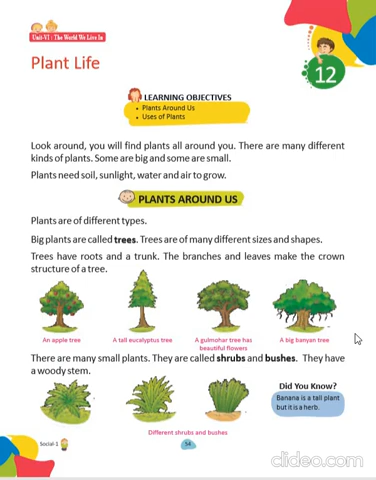 Unit-VI : The World We Live In
Plant Life
12
LEARNING OBJECTIVES
• Plants Around Us
• Uses of Plants
Look around, you will find plants all around you. There are many different
kinds of plants. Some are big and some are small.
Plants need soil, sunlight, water and air to grow.
PLANTS AROUND US
Plants are of different types.
Big plants are called trees. Trees are of many different sizes and shapes.
Trees have roots and a trunk. The branches and leaves make the crown
structure of a tree.
An apple tree
A tall eucalyptus tree
A gulmohar tree has
beautiful flowers
A big banyan tree
There are many small plants. They are called shrubs and bushes. They have
a woody stem.
Did You Know?
Banana is a tall plant
but it is a herb.
Different shrubs and bushes
Social-1
54
clideo.com